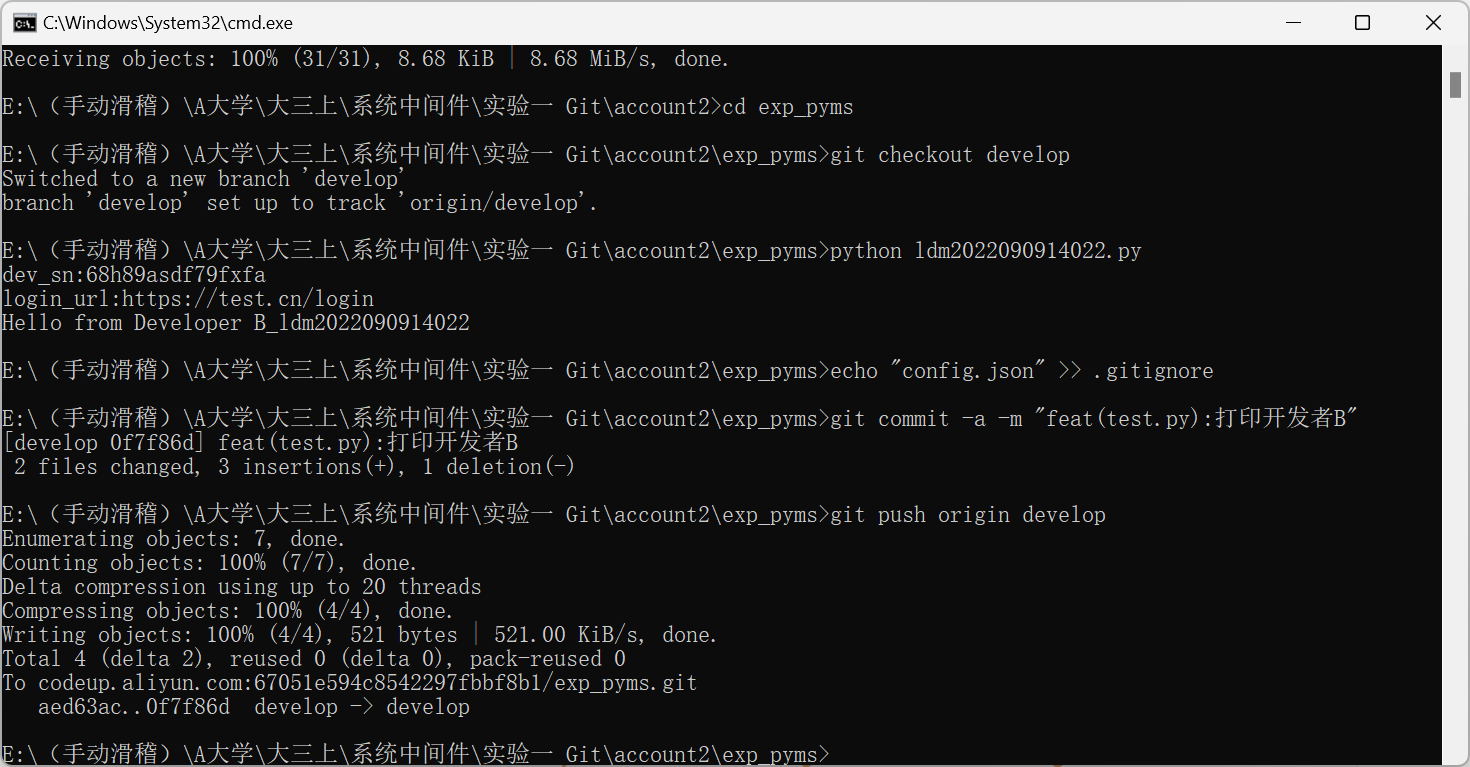 C:\Windows\System32\cmd.exe
Receiving objects: 100% (31/31), 8.68 KiB | 8.68 MiB/s, done.
E:\（手动滑稽）\A大学\大三上\系统中间件\实验一 Git\account2>cd exp_pyms
E:\（手动滑稽）\A大学\大三上\系统中间件\实验一 Git\account2\exp_pyms>git checkout develop
Switched to a new branch 'develop'
branch 'develop' set up to track 'origin/develop'.
E:\（手动滑稽）\A大学\大三上\系统中间件\实验一 Git\account2\exp_pyms>python ldm2022090914022.py
dev_sn:68h89asdf79fxfa
login_url:https://test.cn/login
Hello from Developer B_ldm2022090914022
E:\（手动滑稽）\A大学\大三上\系统中间件\实验一 Git\account2\exp_pyms>echo "config.json" >> .gitignore
E:\（手动滑稽）\A大学\大三上\系统中间件\实验一 Git\account2\exp_pyms>git commit -a -m "feat(test.py):打印开发者B"
[develop 0f7f86d] feat(test.py):打印开发者B
 2 files changed, 3 insertions(+), 1 deletion(-)
E:\（手动滑稽）\A大学\大三上\系统中间件\实验一 Git\account2\exp_pyms>git push origin develop
Enumerating objects: 7, done.
Counting objects: 100% (7/7), done.
Delta compression using up to 20 threads
Compressing objects: 100% (4/4), done.
Writing objects: 100% (4/4), 521 bytes | 521.00 KiB/s, done.
Total 4 (delta 2), reused 0 (delta 0), pack-reused 0
To codeup.aliyun.com:67051e594c8542297fbbf8b1/exp_pyms.git
   aed63ac..0f7f86d  develop -> develop
E:\（手动滑稽）\A大学\大三上\系统中间件\实验一 Git\account2\exp_pyms>